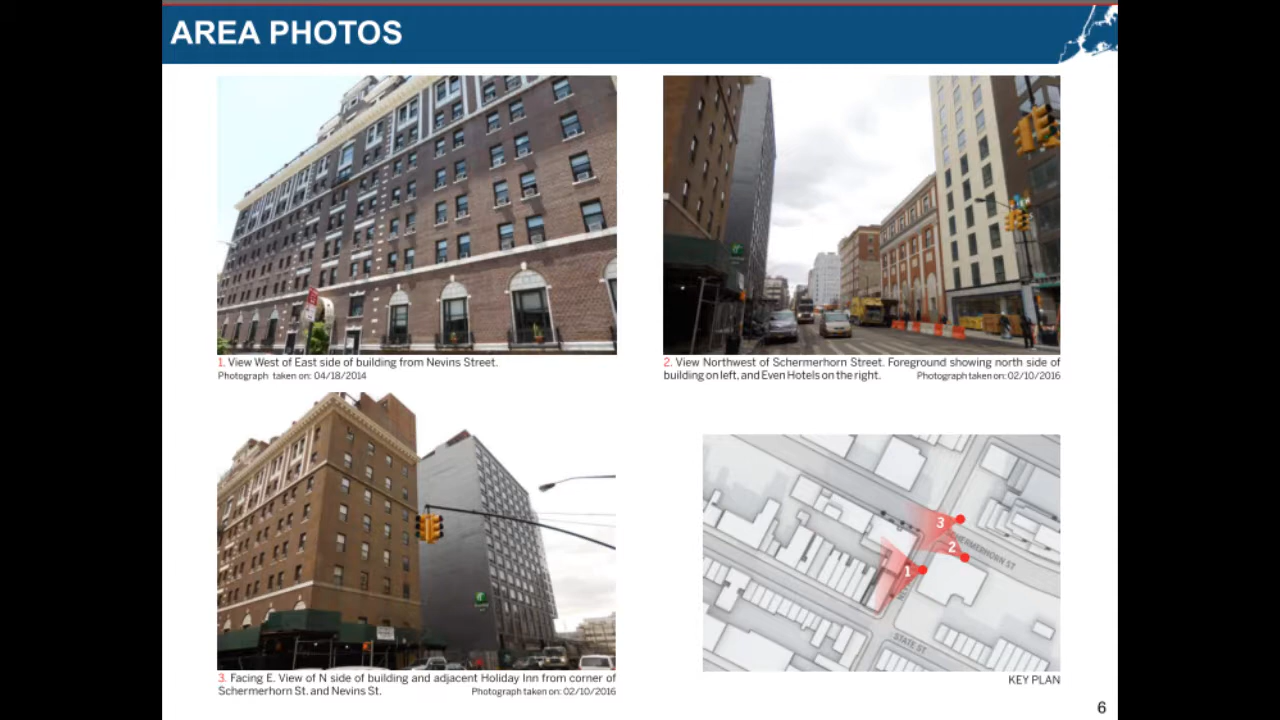 AREA PHOTOS
1. View West of East side of building from Nevins Street.
Photograph taken on: 04/18/2014
2. View Northwest of Schermerhorn Street. Foreground showing north side of
building on left, and Even Hotels on the right. Photograph taken on: 02/10/2016
3. Facing E. View of N side of building and adjacent Holiday Inn from corner of
Schermerhorn St. and Nevins St. Photograph taken on: 02/10/2016
3
2
1
SCHERMERHORN ST
STATE ST
KEY PLAN
6